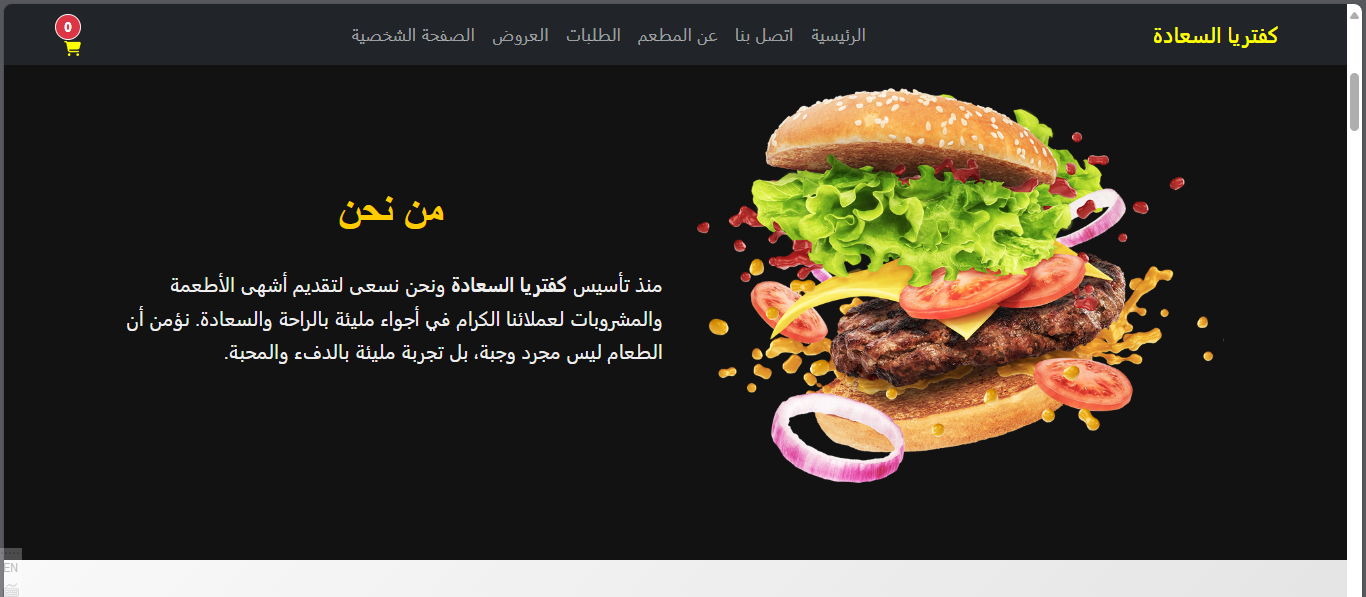 كفتريا السعادة
الرئيسية اتصل بنا عن المطعم الطلبات العروض الصفحة الشخصية
0
من نحن
منذ تأسيس كفتريا السعادة ونحن نسعى لتقديم أشهى الأطعمة
والمشروبات لعملائنا الكرام في أجواء مليئة بالراحة والسعادة. نؤمن أن
الطعام ليس مجرد وجبة، بل تجربة مليئة بالدفء والمحبة.
EN